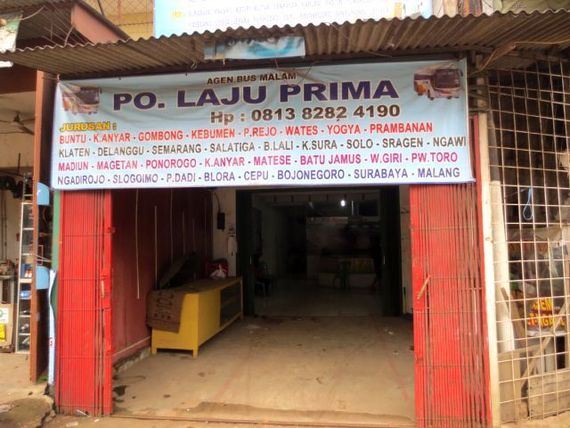 AGEN BUS MALAM
PO. LAJU PRIMA
Hp : 0813 8282 4190
JURUSAN :
BUNTU - K.ANYAR - GOMBONG - KEBUMEN - P.REJO - WATES - YOGYA - PRAMBANAN
KLATEN - DELANGGU - SEMARANG - SALATIGA - B.LALI - K.SURA - SOLO - SRAGEN - NGAWI
MADIUN - MAGETAN - PONOROGO - K.ANYAR - MATESE - BATU JAMUS - W.GIRI - PW.TORO
NGADIROJO - SLOGGIMO - P.DADI - BLORA - CEPU - BOJONEGORO - SURABAYA - MALANG